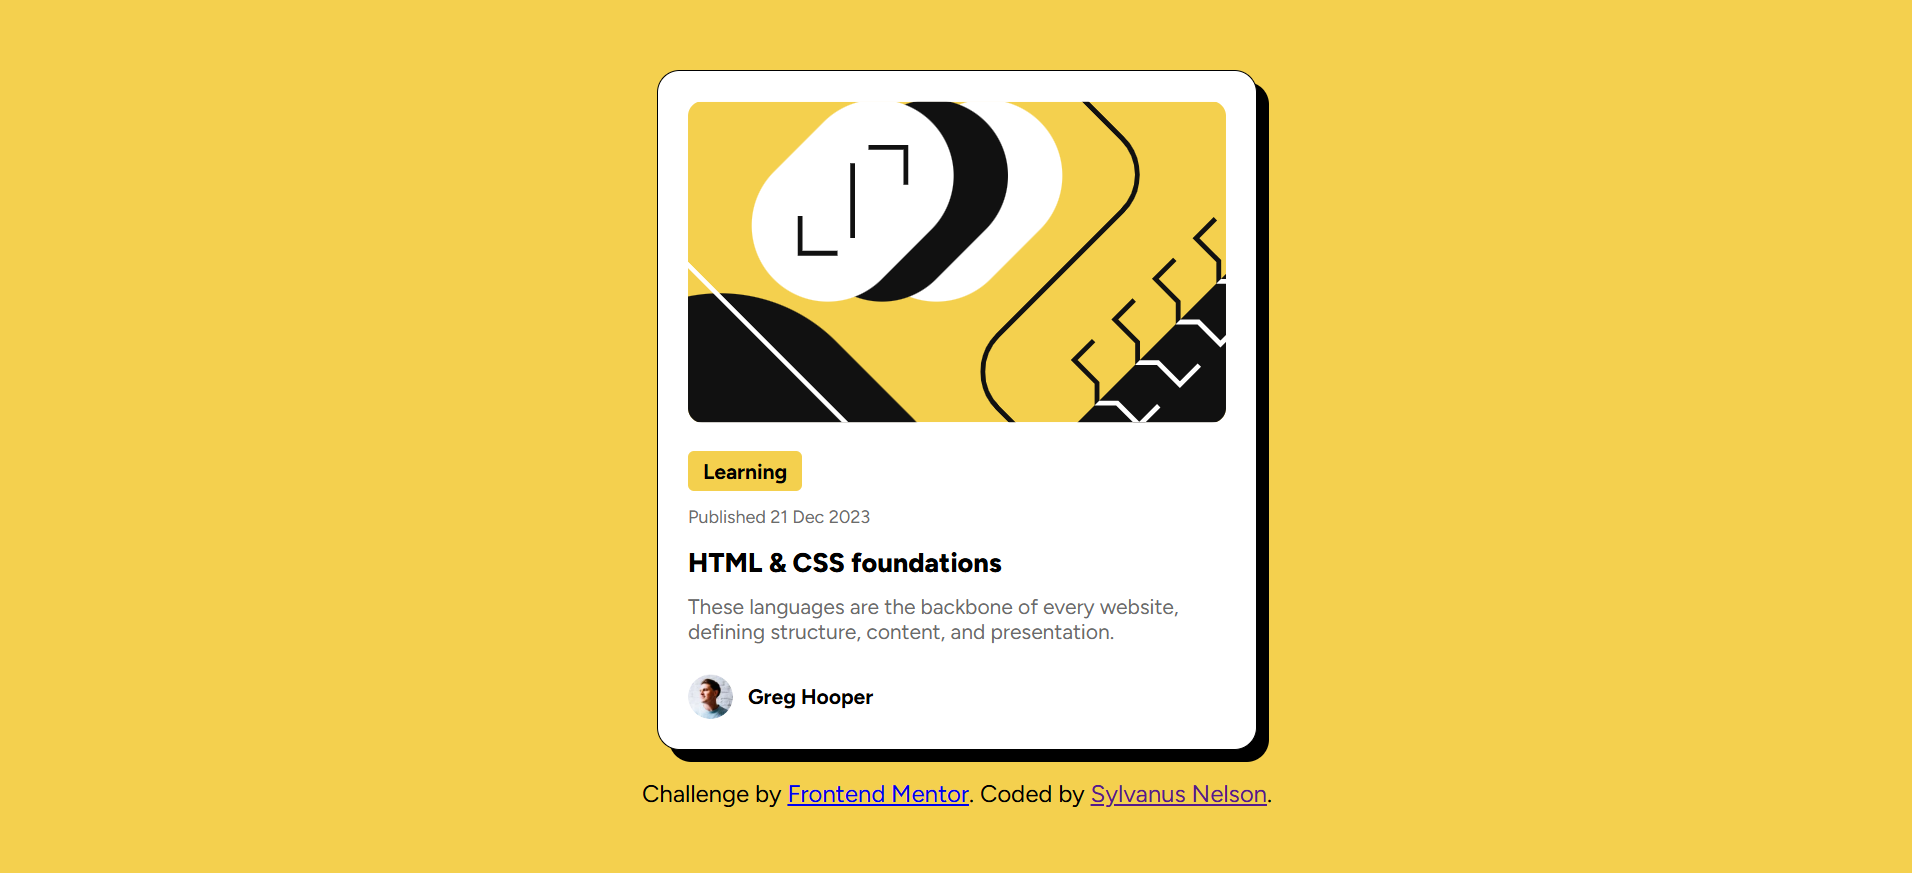 Learning
Published 21 Dec 2023
HTML & CSS foundations
These languages are the backbone of every website,
defining structure, content, and presentation.
Greg Hooper
Challenge by Frontend Mentor. Coded by Sylvanus Nelson.